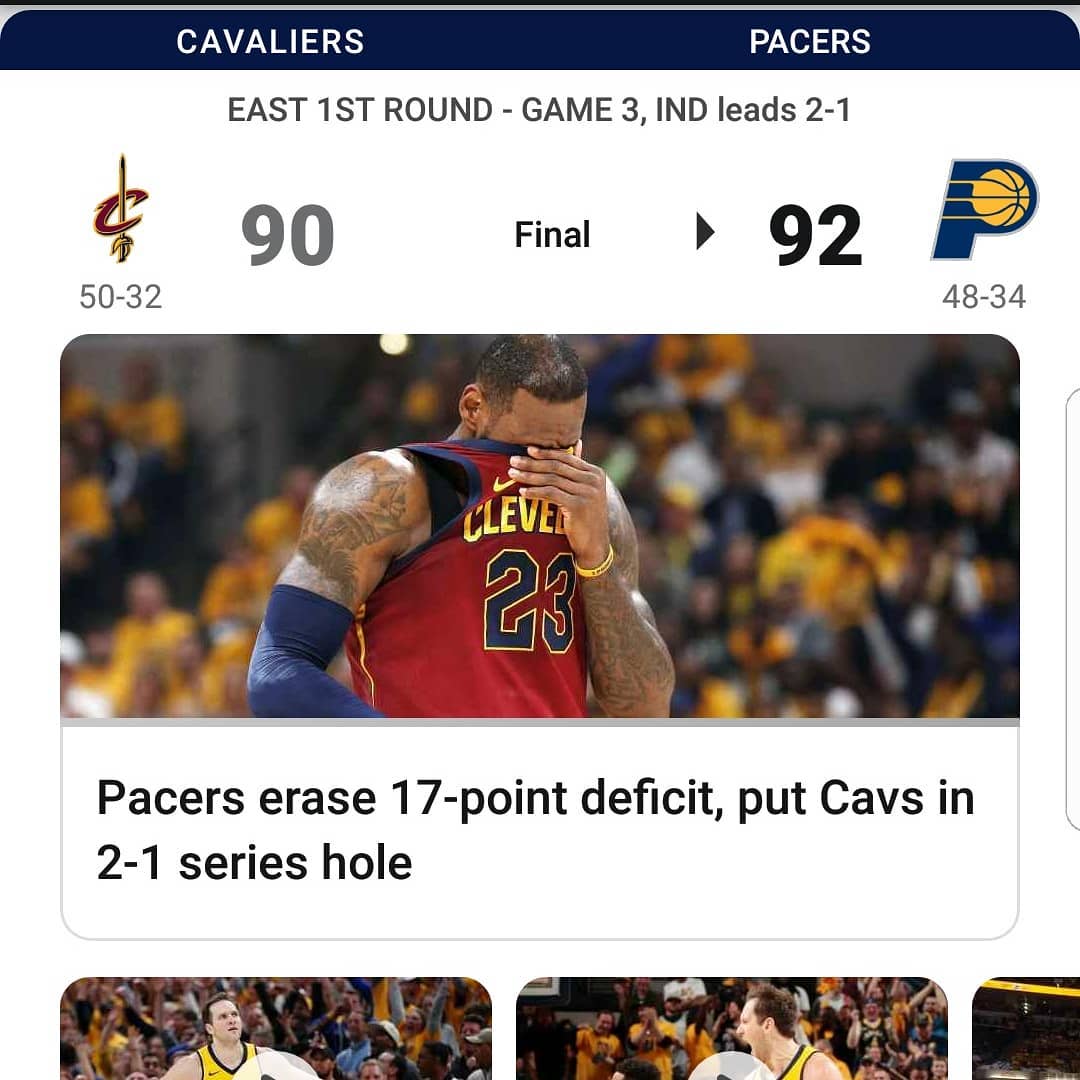 CAVALIERS PACERS
EAST 1ST ROUND - GAME 3, IND leads 2-1
90 Final 92
50-32 48-34
CLEVEL
23
Pacers erase 17-point deficit, put Cavs in
2-1 series hole